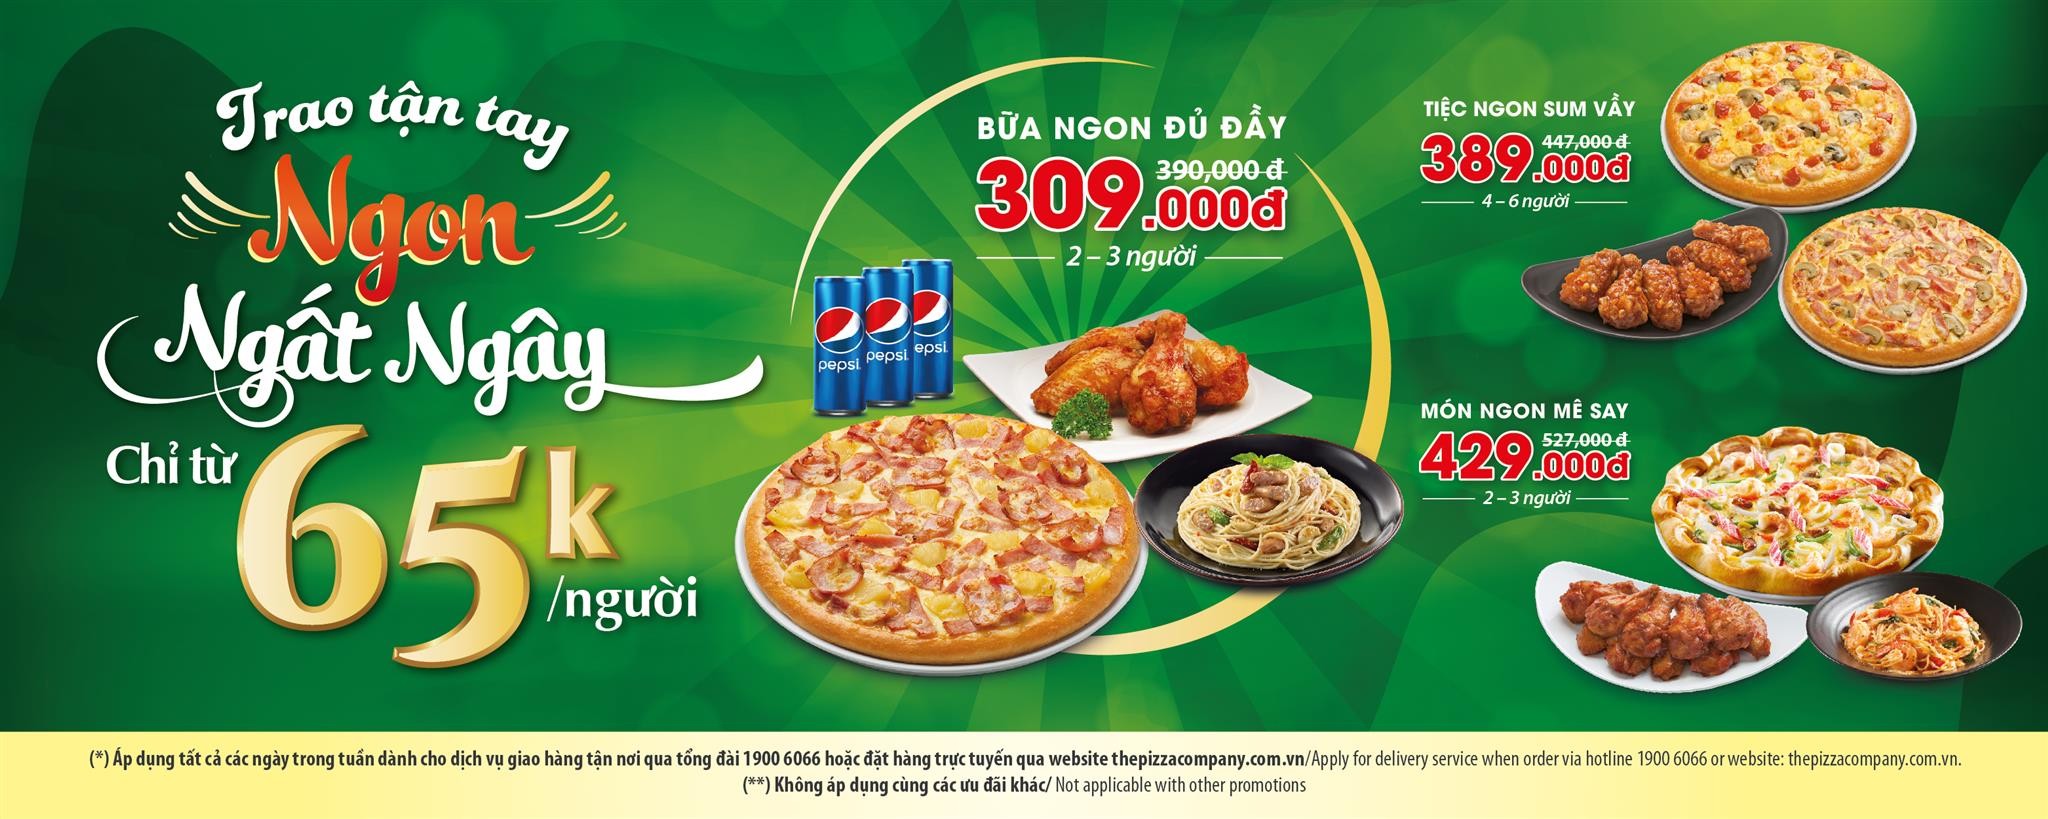 Trao tận tay
Ngon
Ngất Ngây
Chỉ từ 65k
/người
BỮA NGON ĐỦ ĐẦY
390,000 đ
309.000đ
2 – 3 người
pepsi
pepsi
epsi
TIỆC NGON SUM VẦY
447,000 đ
389.000đ
4 – 6 người
MÓN NGON MÊ SAY
527,000 đ
429.000đ
2 – 3 người
(*) Áp dụng tất cả các ngày trong tuần dành cho dịch vụ giao hàng tận nơi qua tổng đài 1900 6066 hoặc đặt hàng trực tuyến qua website thepizzacompany.com.vn/Apply for delivery service when order via hotline 1900 6066 or website: thepizzacompany.com.vn.
(**) Không áp dụng cùng các ưu đãi khác/ Not applicable with other promotions